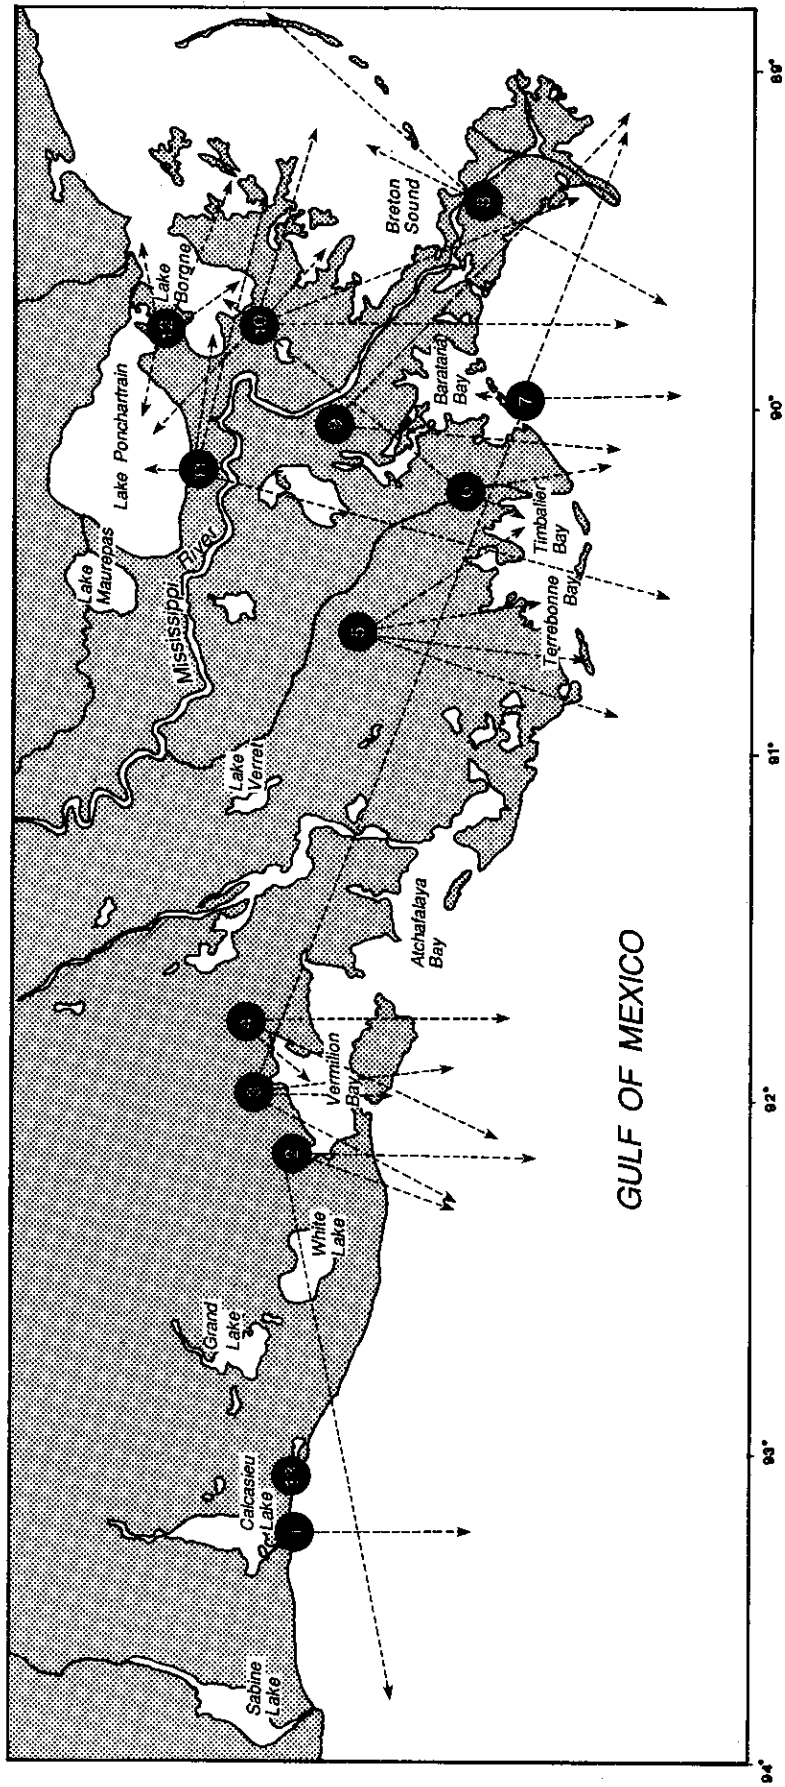 Sabine
Lake
Calcasieu
Lake
Grand
Lake
White
Lake
Vermilion
Bay
Atchafalaya
Bay
Lake
Verret
Mississippi
River
Lake
Maurepas
Lake Ponchartrain
Lake
Borgne
Breton
Sound
Barataria
Bay
Timbalier
Bay
Terrebonne
Bay
GULF OF MEXICO
1
13
2
3
4
5
6
7
8
9
10
11
12
94°
93°
92°
91°
90°
89°